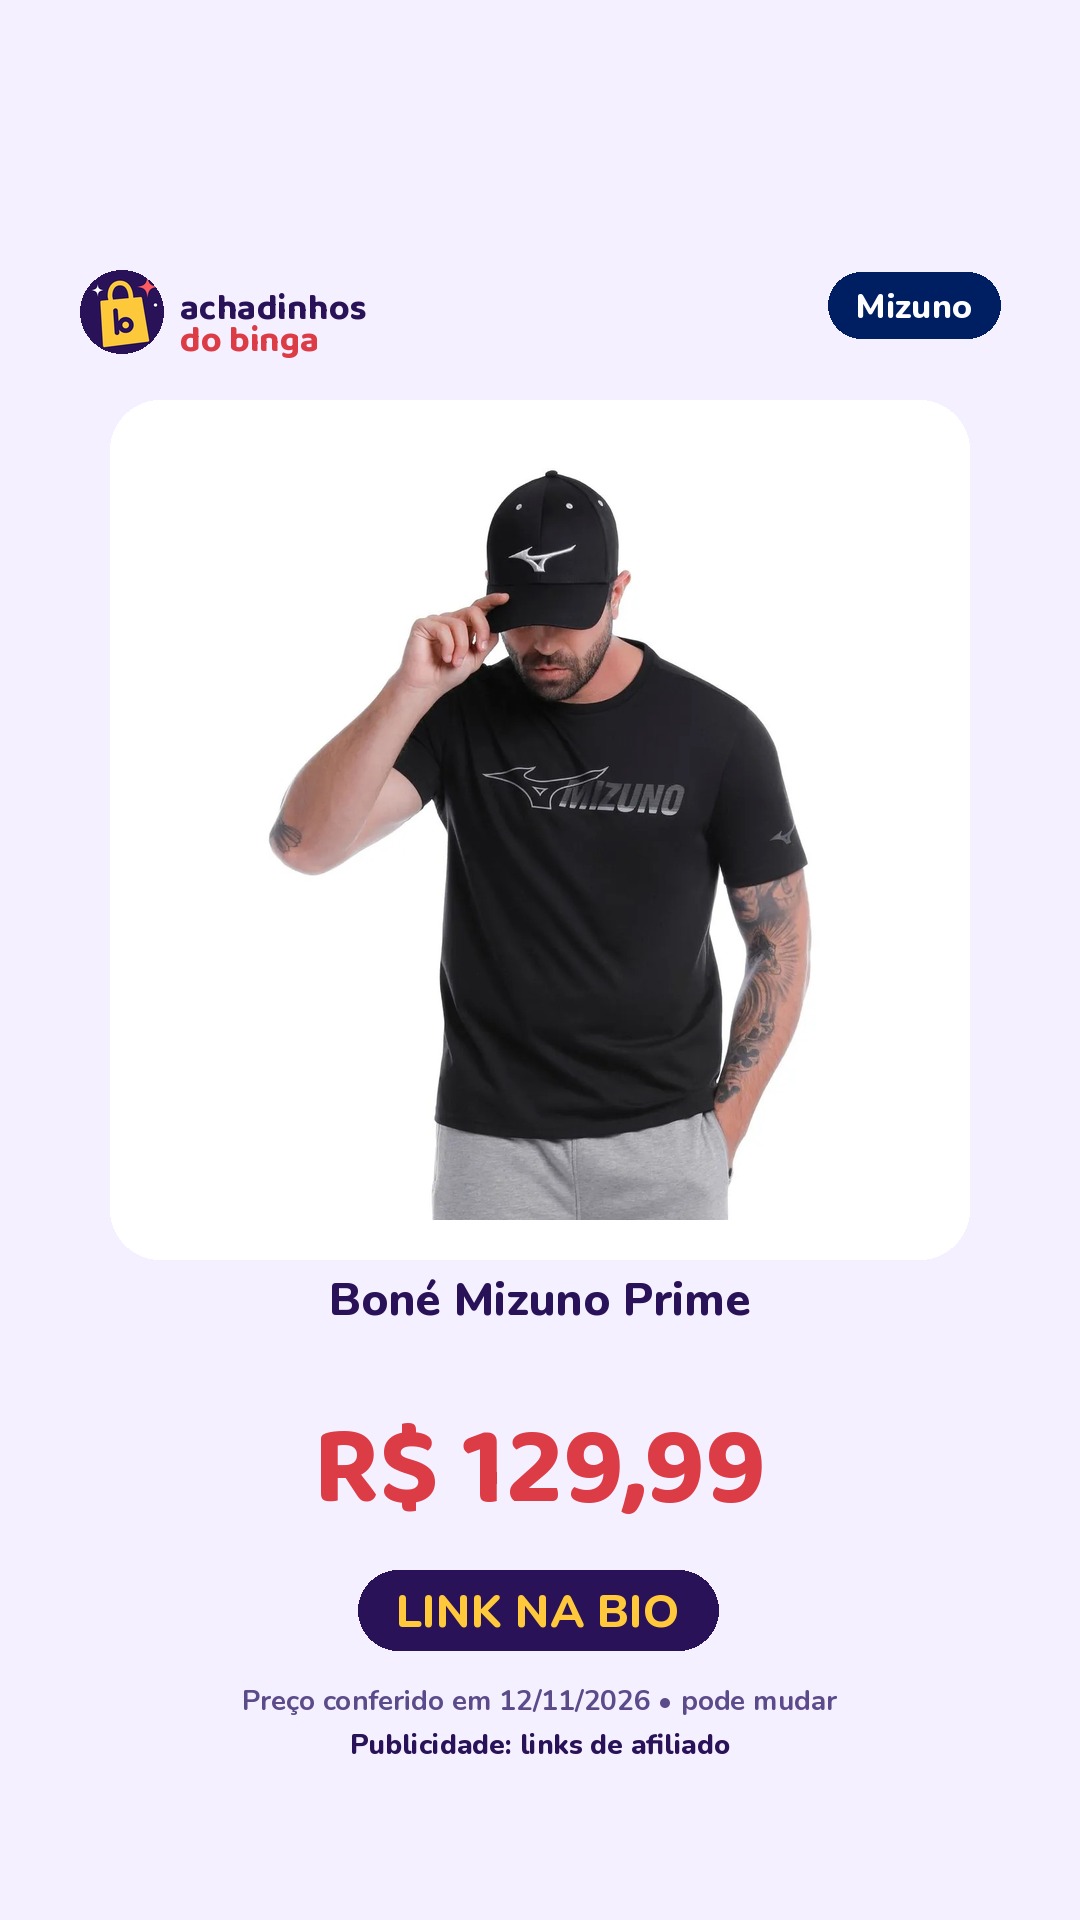 achadinhos
do binga
Mizuno
MIZUNO
Boné Mizuno Prime
R$ 129,99
LINK NA BIO
Preço conferido em 12/11/2026 • pode mudar
Publicidade: links de afiliado